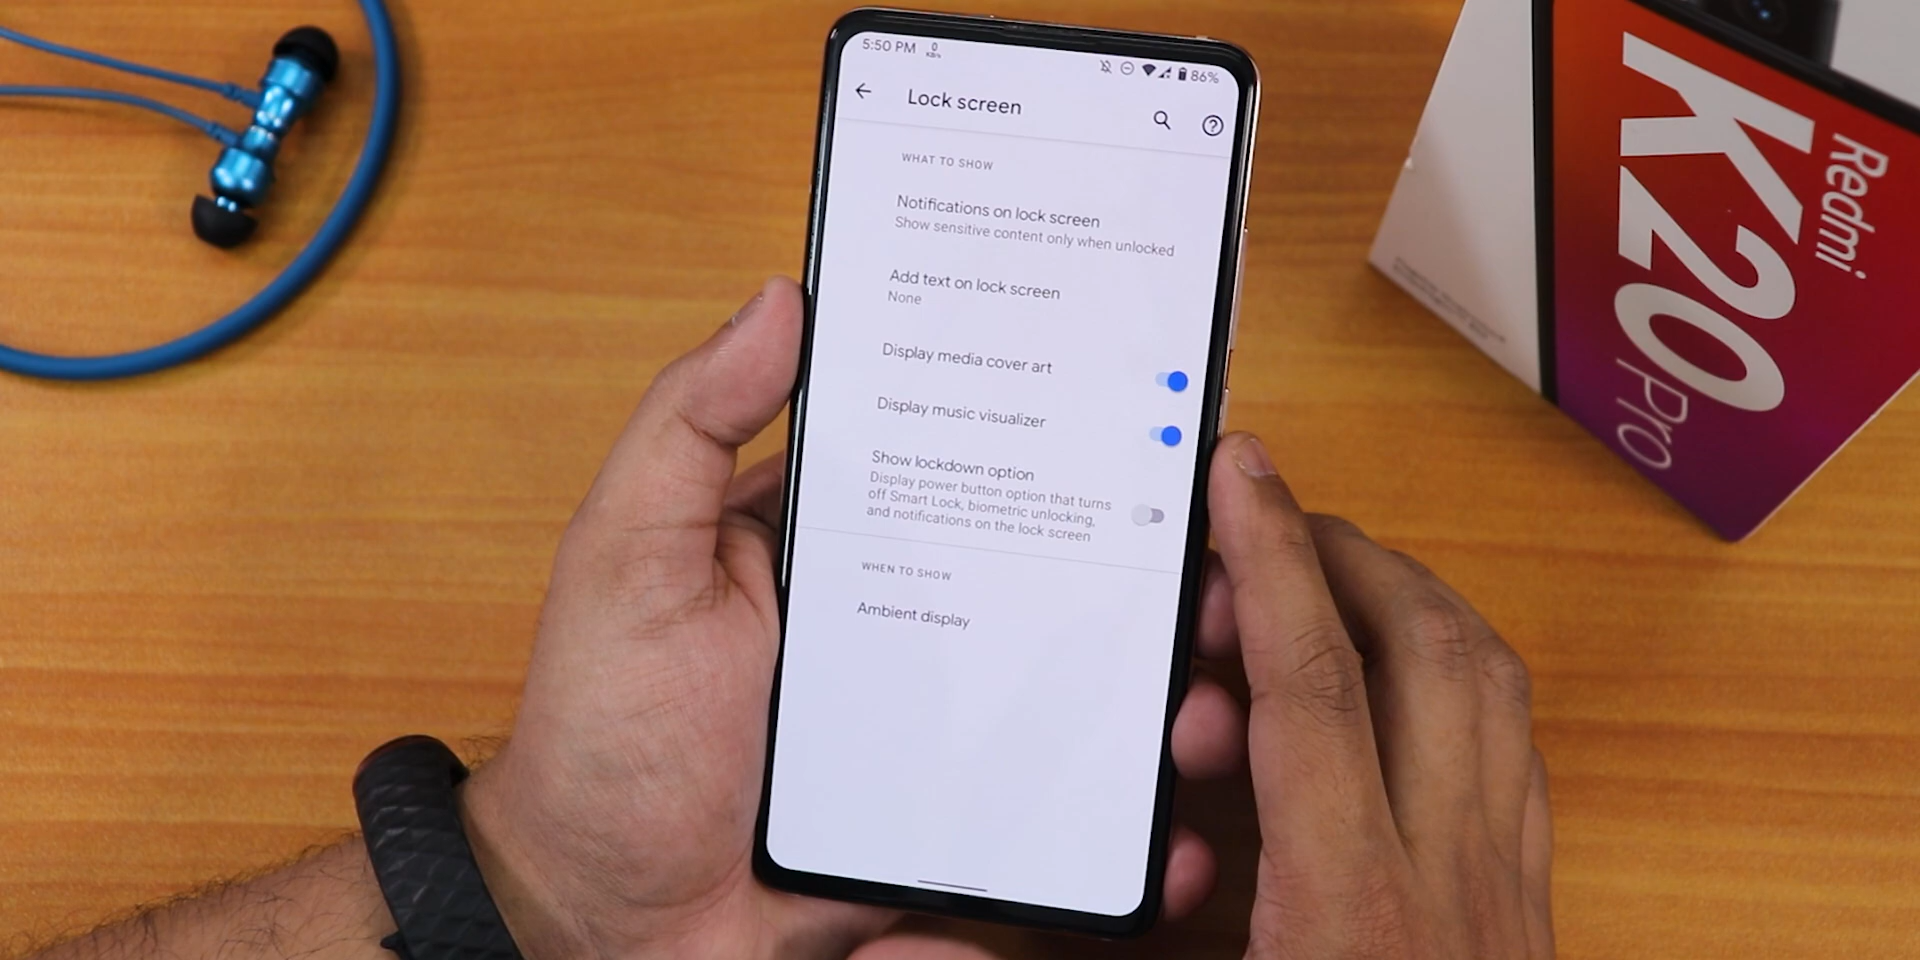 5:50 PM
0
KB/s
86%
Lock screen
WHAT TO SHOW
Notifications on lock screen
Show sensitive content only when unlocked
Add text on lock screen
None
Display media cover art
Display music visualizer
Show lockdown option
Display power button option that turns
off Smart Lock, biometric unlocking,
and notifications on the lock screen
WHEN TO SHOW
Ambient display
Redmi
K20
Pro